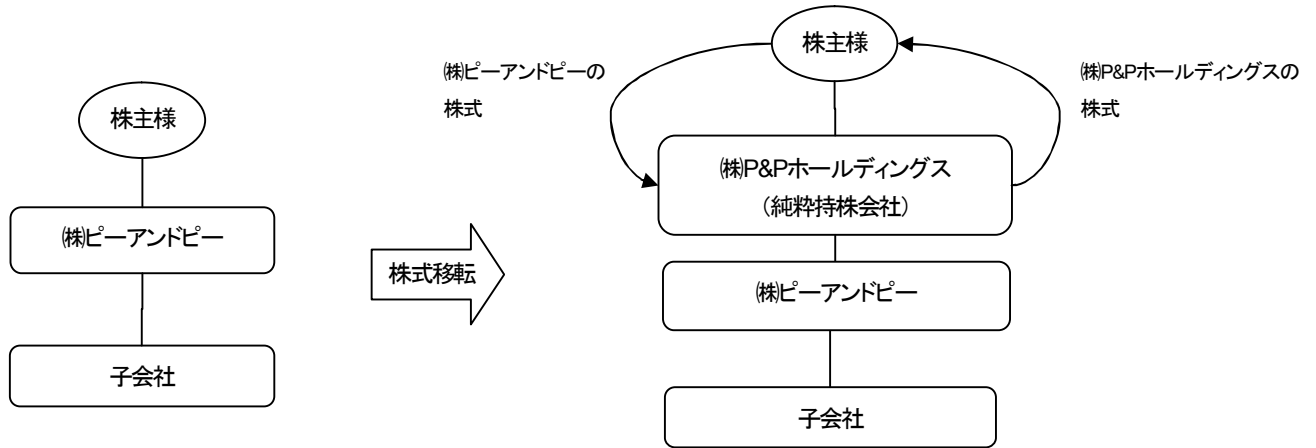 株主様
㈱ピーアンドピー
子会社
株式移転
株主様
㈱ピーアンドピーの
株式
㈱P&Pホールディングスの
株式
㈱P&Pホールディングス
（純粋持株会社）
㈱ピーアンドピー
子会社